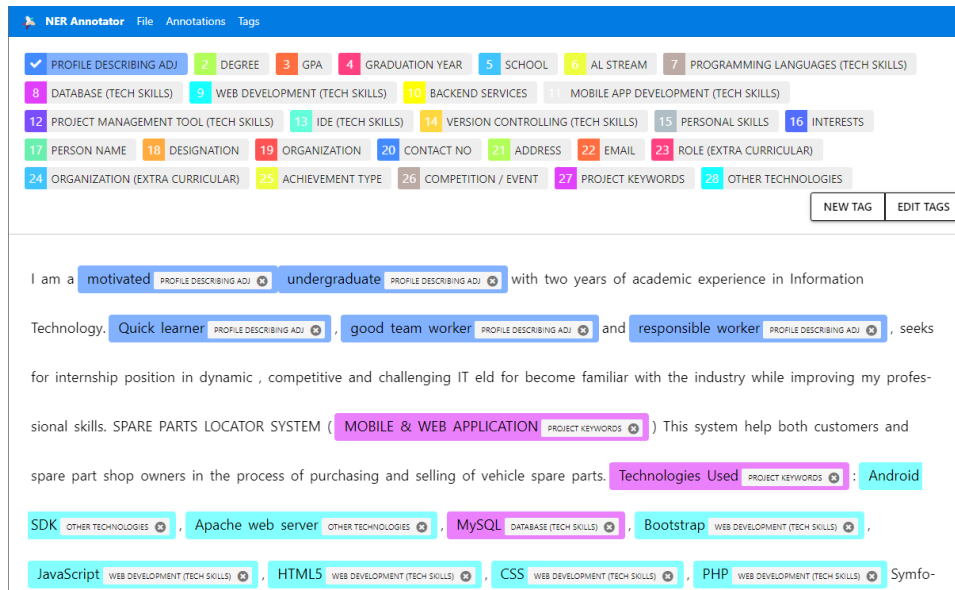 NER Annotator File Annotations Tags
PROFILE DESCRIBING ADJ 2 DEGREE 3 GPA 4 GRADUATION YEAR 5 SCHOOL 6 AL STREAM 7 PROGRAMMING LANGUAGES (TECH SKILLS)
8 DATABASE (TECH SKILLS) 9 WEB DEVELOPMENT (TECH SKILLS) 10 BACKEND SERVICES 11 MOBILE APP DEVELOPMENT (TECH SKILLS)
12 PROJECT MANAGEMENT TOOL (TECH SKILLS) 13 IDE (TECH SKILLS) 14 VERSION CONTROLLING (TECH SKILLS) 15 PERSONAL SKILLS 16 INTERESTS
17 PERSON NAME 18 DESIGNATION 19 ORGANIZATION 20 CONTACT NO 21 ADDRESS 22 EMAIL 23 ROLE (EXTRA CURRICULAR)
24 ORGANIZATION (EXTRA CURRICULAR) 25 ACHIEVEMENT TYPE 26 COMPETITION / EVENT 27 PROJECT KEYWORDS 28 OTHER TECHNOLOGIES
NEW TAG EDIT TAGS
I am a motivated PROFILE DESCRIBING ADJ undergraduate PROFILE DESCRIBING ADJ with two years of academic experience in Information
Technology. Quick learner PROFILE DESCRIBING ADJ , good team worker PROFILE DESCRIBING ADJ and responsible worker PROFILE DESCRIBING ADJ , seeks
for internship position in dynamic , competitive and challenging IT eld for become familiar with the industry while improving my profes-
sional skills. SPARE PARTS LOCATOR SYSTEM ( MOBILE & WEB APPLICATION PROJECT KEYWORDS ) This system help both customers and
spare part shop owners in the process of purchasing and selling of vehicle spare parts. Technologies Used PROJECT KEYWORDS : Android
SDK OTHER TECHNOLOGIES , Apache web server OTHER TECHNOLOGIES , MySQL DATABASE (TECH SKILLS) , Bootstrap WEB DEVELOPMENT (TECH SKILLS) ,
JavaScript WEB DEVELOPMENT (TECH SKILLS) , HTML5 WEB DEVELOPMENT (TECH SKILLS) , CSS WEB DEVELOPMENT (TECH SKILLS) , PHP WEB DEVELOPMENT (TECH SKILLS) Symfo-